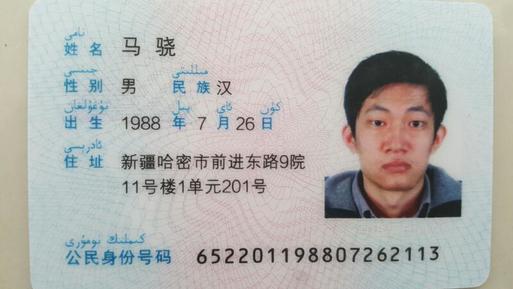 نامى
姓名 马骁
جىنسى مىللىتى
性别 男 民族 汉
تۇغۇلغان يىل ئاي كۈن
出生 1988 年 7 月 26 日
ئادرېسى
住址 新疆哈密市前进东路9院
11号楼1单元201号
كىملىك نومۇرى
公民身份号码 652201198807262113